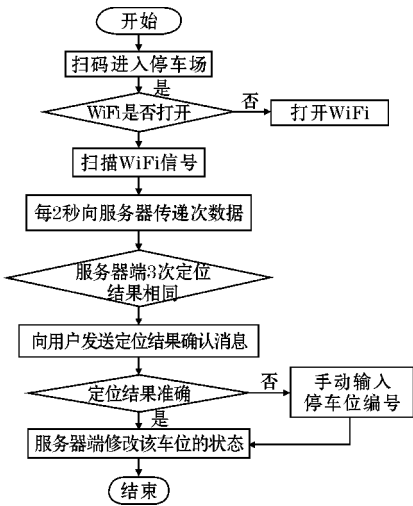 开始
扫码进入停车场
是
WiFi是否打开
否
打开WiFi
扫描WiFi信号
每2秒向服务器传递次数据
服务器端3次定位
结果相同
向用户发送定位结果确认消息
定位结果准确
否
手动输入
停车位编号
是
服务器端修改该车位的状态
结束